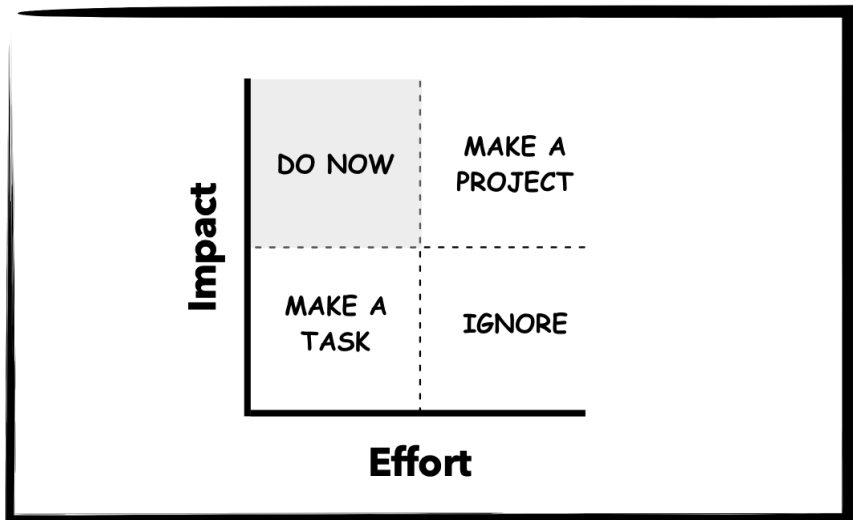 DO NOW
MAKE A
PROJECT
Impact
MAKE A
TASK
IGNORE
Effort